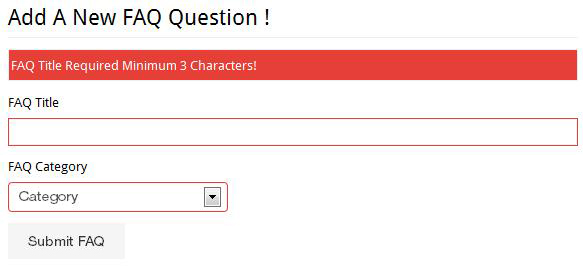 Add A New FAQ Question !
FAQ Title Required Minimum 3 Characters!
FAQ Title
FAQ Category
Category
Submit FAQ